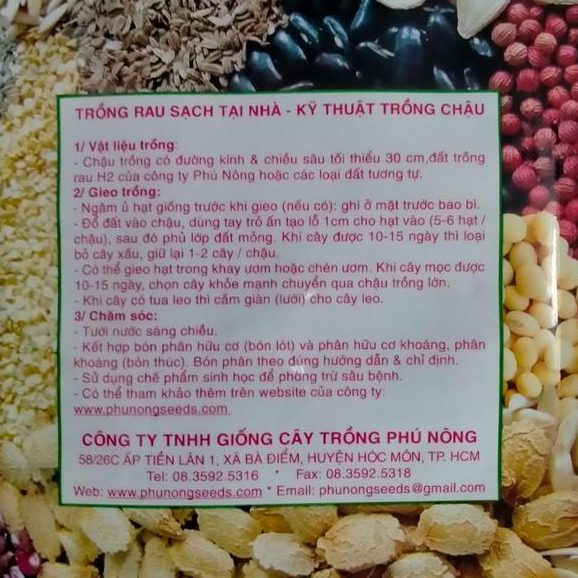 TRỒNG RAU SẠCH TẠI NHÀ - KỸ THUẬT TRỒNG CHẬU
1/ Vật liệu trồng:
- Chậu trồng có đường kính & chiều sâu tối thiểu 30 cm,đất trồng
rau H2 của công ty Phú Nông hoặc các loại đất tương tự.
2/ Gieo trồng:
- Ngâm ủ hạt giống trước khi gieo (nếu có): ghi ở mặt trước bao bì.
- Đổ đất vào chậu, dùng tay trỏ ấn tạo lỗ 1cm cho hạt vào (5-6 hạt /
chậu), sau đó phủ lớp đất mỏng. Khi cây được 10-15 ngày thì loại
bỏ cây xấu, giữ lại 1-2 cây / chậu.
- Có thể gieo hạt trong khay ươm hoặc chén ươm. Khi cây mọc được
10-15 ngày, chọn cây khỏe mạnh chuyển qua chậu trồng lớn.
- Khi cây có tua leo thì cắm giàn (lưới) cho cây leo.
3/ Chăm sóc:
- Tưới nước sáng chiều.
- Kết hợp bón phân hữu cơ (bón lót) và phân hữu cơ khoáng, phân
khoáng (bón thúc). Bón phân theo đúng hướng dẫn & chỉ định.
- Sử dụng chế phẩm sinh học để phòng trừ sâu bệnh.
- Có thể tham khảo thêm trên website của công ty:
www.phunongseeds.com
CÔNG TY TNHH GIỐNG CÂY TRỒNG PHÚ NÔNG
58/26C ẤP TIỀN LÂN 1, XÃ BÀ ĐIỂM, HUYỆN HÓC MÔN, TP. HCM
Tel: 08.3592.5316 * Fax: 08.3592.5318
Web: www.phunongseeds.com * Email: phunongseeds@gmail.com